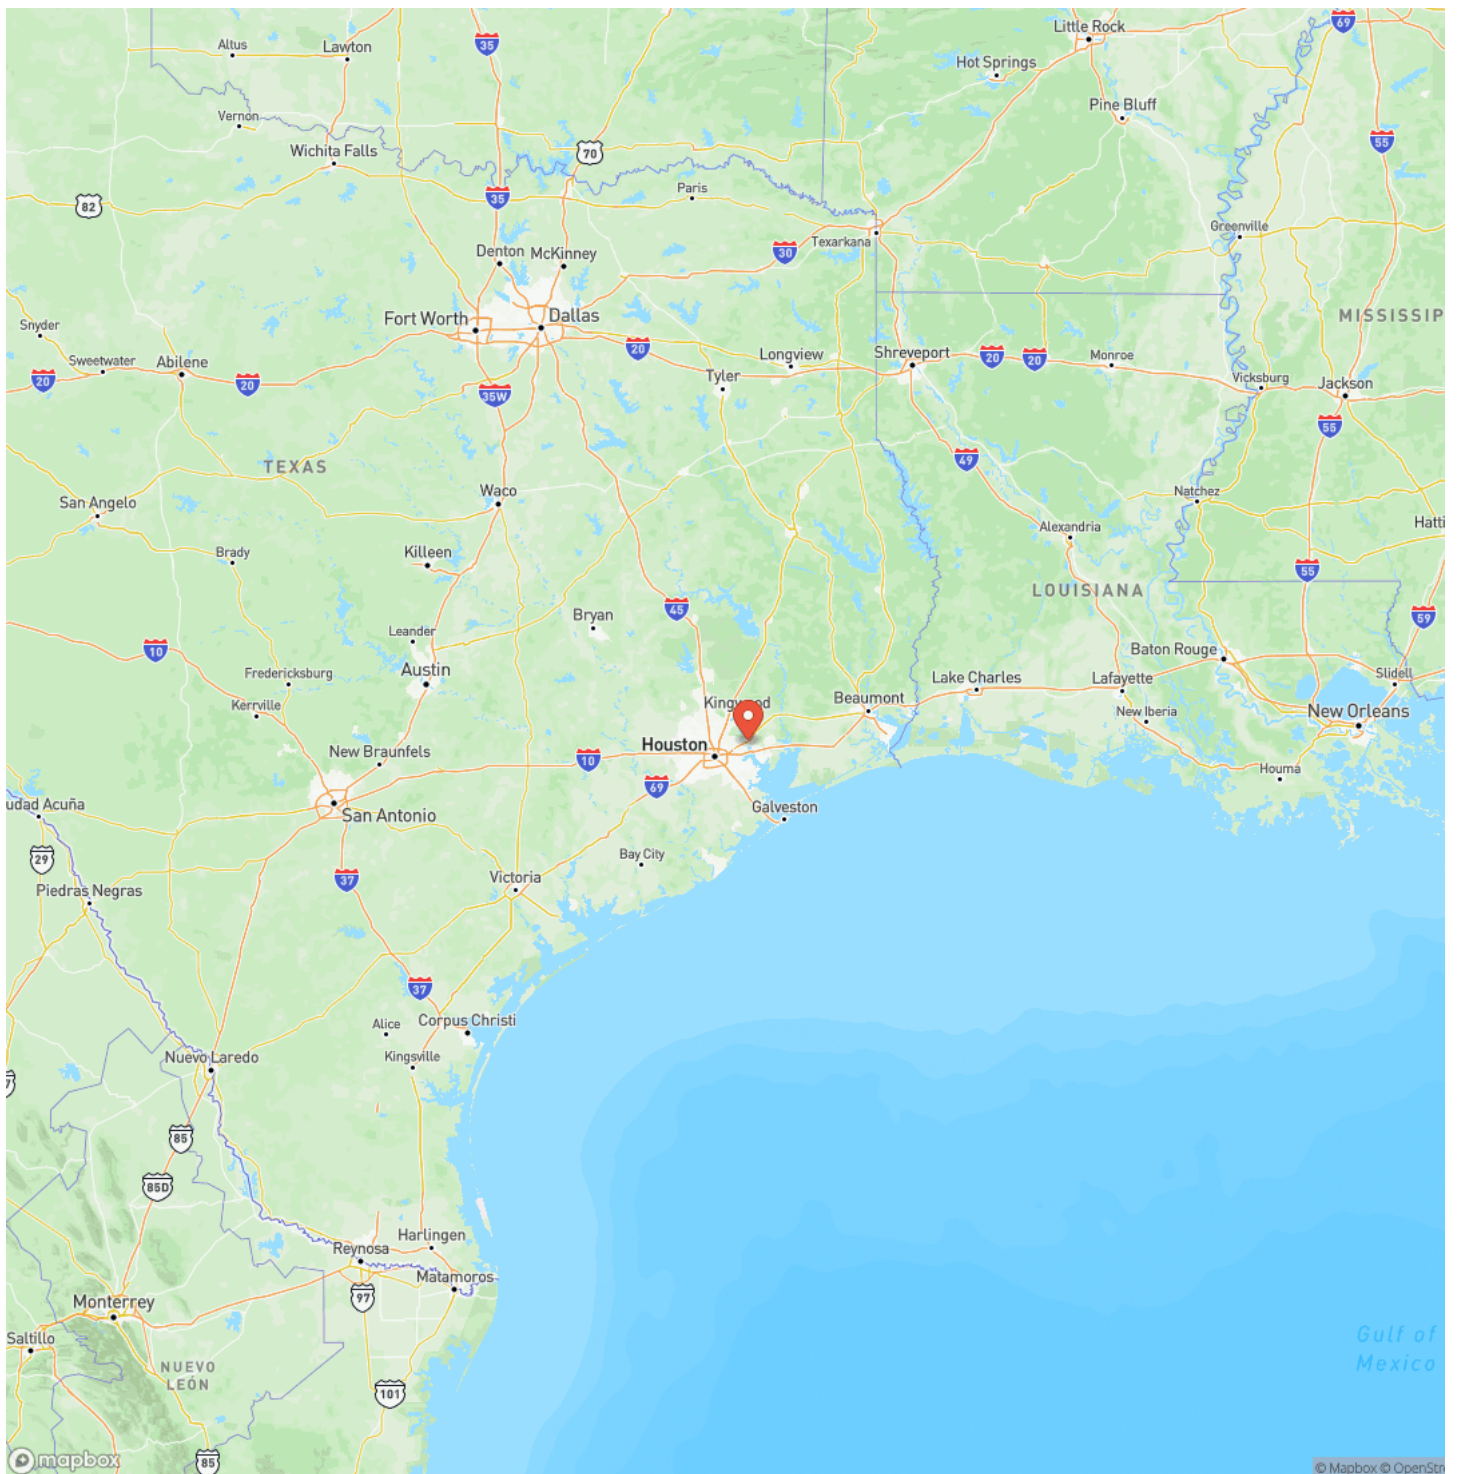 Little Rock
69
Altus
Lawton
35
Hot Springs
Pine Bluff
Vernon
55
Wichita Falls
70
82
35
Paris
Greenville
Texarkana
30
Denton
McKinney
Fort Worth
Dallas
MISSISSIP
Snyder
20
Longview
Shreveport
20
20
Monroe
Sweetwater
Abilene
20
20
Tyler
Vicksburg
Jackson
35W
55
49
TEXAS
Waco
Natchez
San Angelo
Alexandria
Hatti
Brady
Killeen
55
LOUISIANA
45
Bryan
59
Leander
10
Austin
Baton Rouge
Fredericksburg
Lake Charles
Lafayette
Slidell
Kerrville
Kingwood
Beaumont
New Iberia
New Orleans
New Braunfels
Houston
10
Houma
69
udad Acuña
San Antonio
Galveston
29
Bay City
37
Victoria
Piedras Negras
37
Alice
Corpus Christi
Nuevo Laredo
Kingsville
85
85D
Harlingen
Reynosa
Matamoros
97
Monterrey
Saltillo
Gulf of
Mexico
NUEVO
LEÓN
101
85
mapbox
© Mapbox © OpenStre